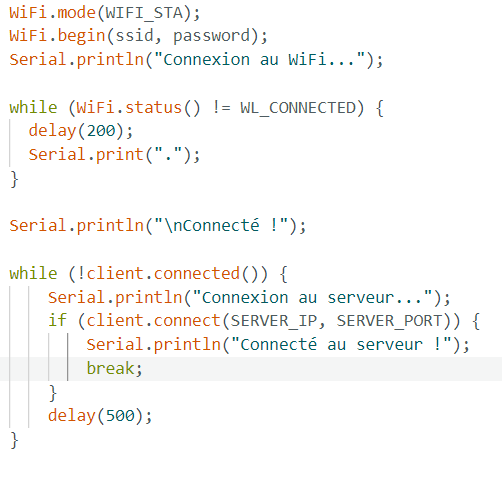 WiFi.mode(WIFI_STA);
WiFi.begin(ssid, password);
Serial.println("Connexion au WiFi...");

while (WiFi.status() != WL_CONNECTED) {
  delay(200);
  Serial.print(".");
}

Serial.println("\nConnecté !");

while (!client.connected()) {
    Serial.println("Connexion au serveur...");
    if (client.connect(SERVER_IP, SERVER_PORT)) {
        Serial.println("Connecté au serveur !");
        break;
    }
    delay(500);
}